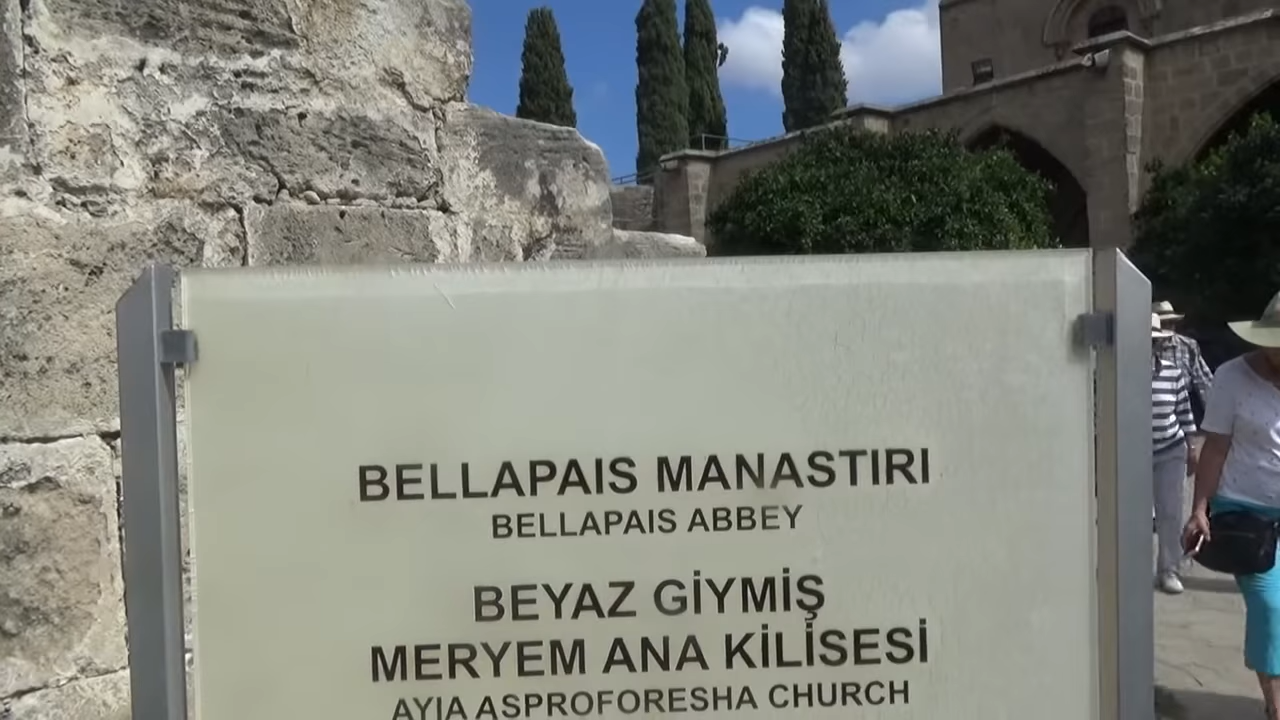 BELLAPAIS MANASTIRI
BELLAPAIS ABBEY
BEYAZ GİYMİŞ
MERYEM ANA KİLİSESİ
AYIA ASPROFORESHA CHURCH